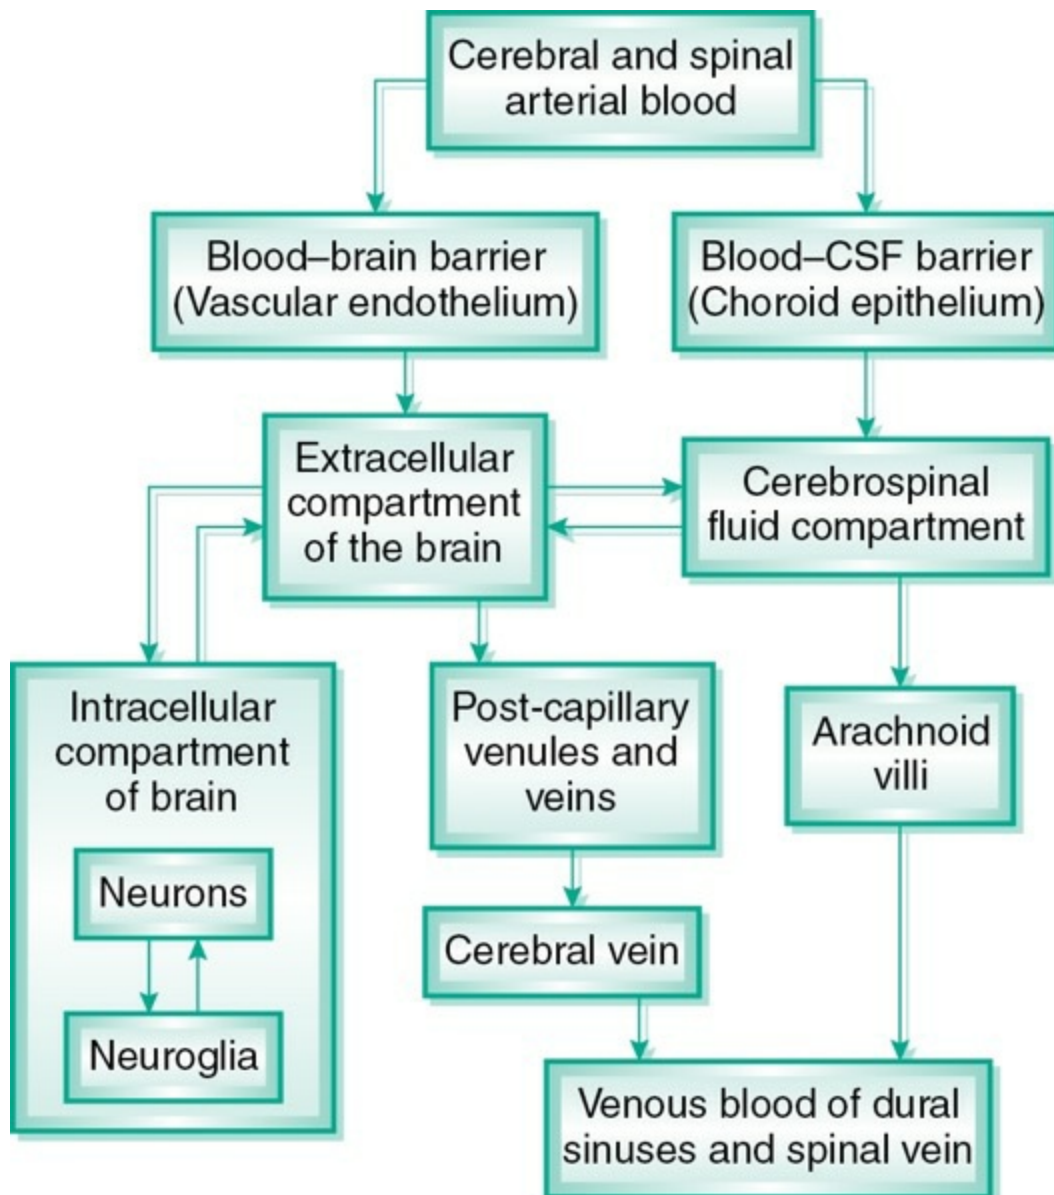 Cerebral and spinal
arterial blood
Blood–brain barrier
(Vascular endothelium)
Blood–CSF barrier
(Choroid epithelium)
Extracellular
compartment
of the brain
Cerebrospinal
fluid compartment
Intracellular
compartment
of brain
Neurons
Neuroglia
Post-capillary
venules and
veins
Arachnoid
villi
Cerebral vein
Venous blood of dural
sinuses and spinal vein